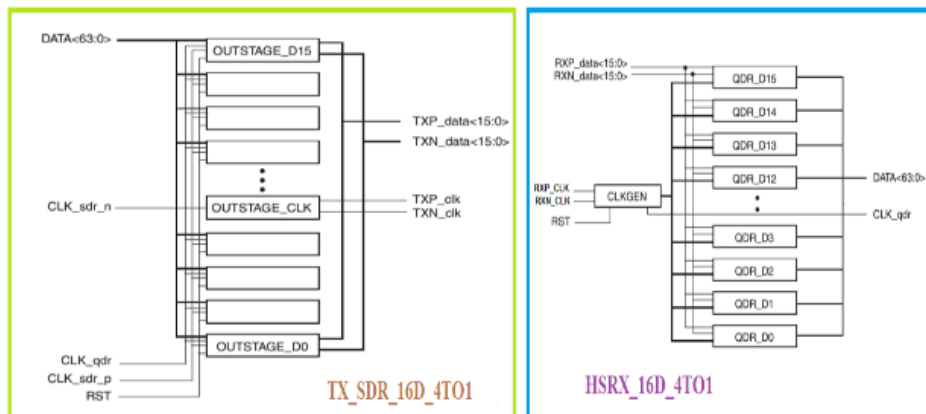 DATA<63:0>
OUTSTAGE_D15
TXP_data<15:0>
TXN_data<15:0>
CLK_sdr_n
OUTSTAGE_CLK
TXP_clk
TXN_clk
OUTSTAGE_D0
CLK_qdr
CLK_sdr_p
RST
TX_SDR_16D_4TO1
RXP_data<15:0>
RXN_data<15:0>
QDR_D15
QDR_D14
QDR_D13
QDR_D12
DATA<63:0>
RXP_CLK
RXN_CLK
CLKGEN
RST
CLK_qdr
QDR_D3
QDR_D2
QDR_D1
QDR_D0
HSRX_16D_4TO1